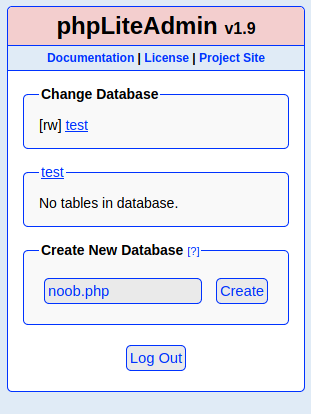 phpLiteAdmin v1.9
Documentation | License | Project Site
Change Database
[rw] test
test
No tables in database.
Create New Database [?]
noob.php Create
Log Out